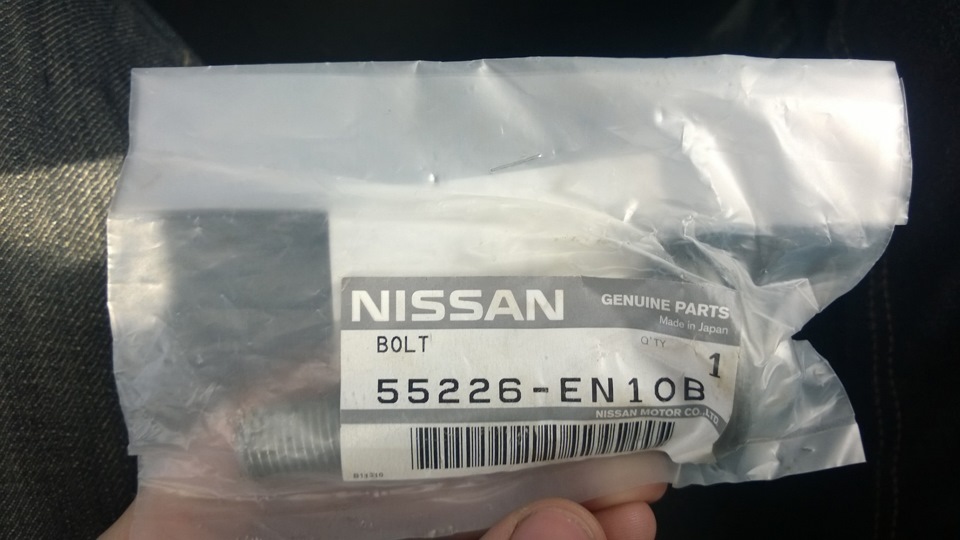 NISSAN GENUINE PARTS
Made in Japan
BOLT Q'TY
1
55226-EN10B
NISSAN MOTOR CO.,LTD